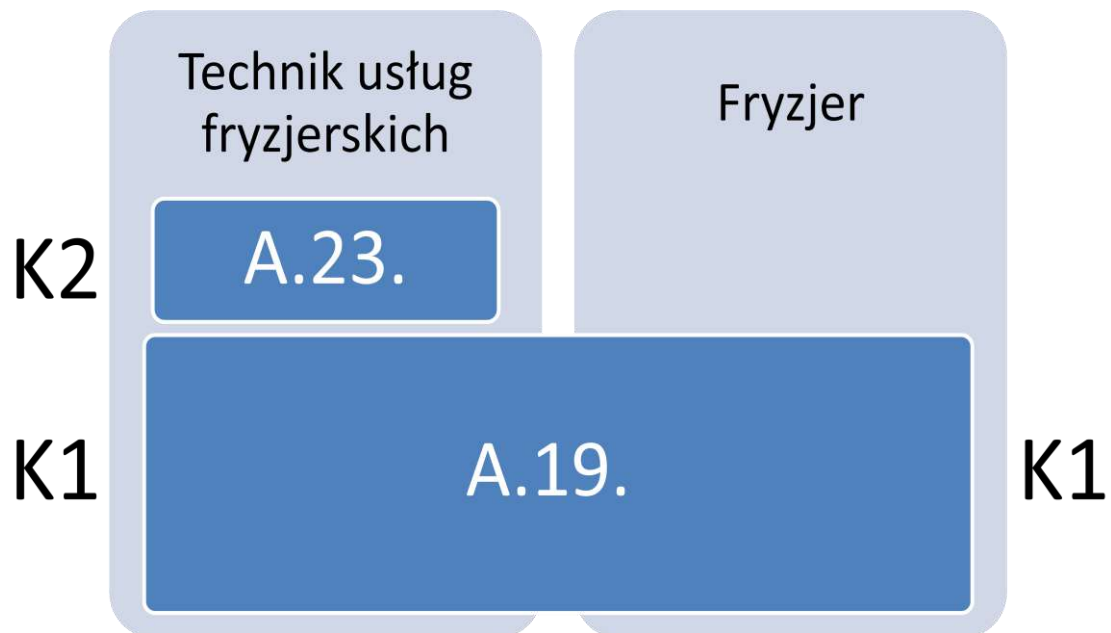 Technik usług
fryzjerskich
Fryzjer
K2
A.23.
K1
A.19.
K1